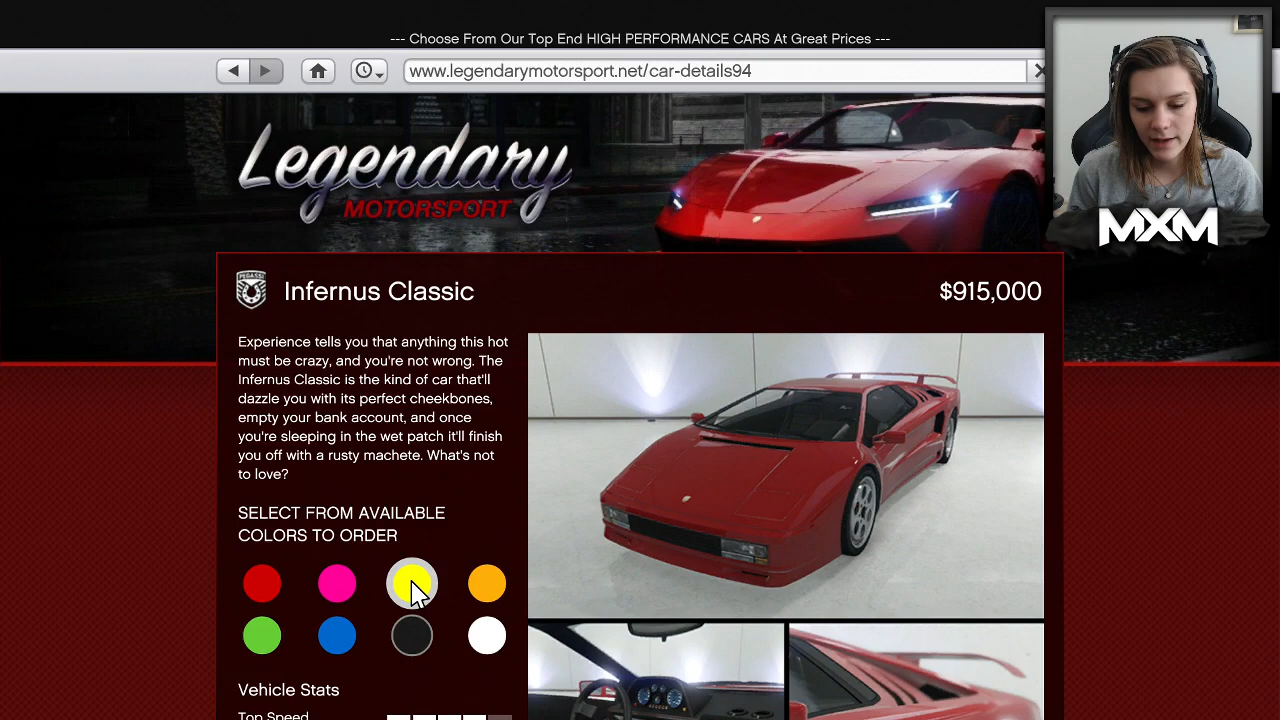 --- Choose From Our Top End HIGH PERFORMANCE CARS At Great Prices ---
www.legendarymotorsport.net/car-details94
Legendary
MOTORSPORT
MXM
PEGASSI
Infernus Classic
$915,000
Experience tells you that anything this hot
must be crazy, and you're not wrong. The
Infernus Classic is the kind of car that'll
dazzle you with its perfect cheekbones,
empty your bank account, and once
you're sleeping in the wet patch it'll finish
you off with a rusty machete. What's not
to love?
SELECT FROM AVAILABLE
COLORS TO ORDER
Vehicle Stats
Top Speed